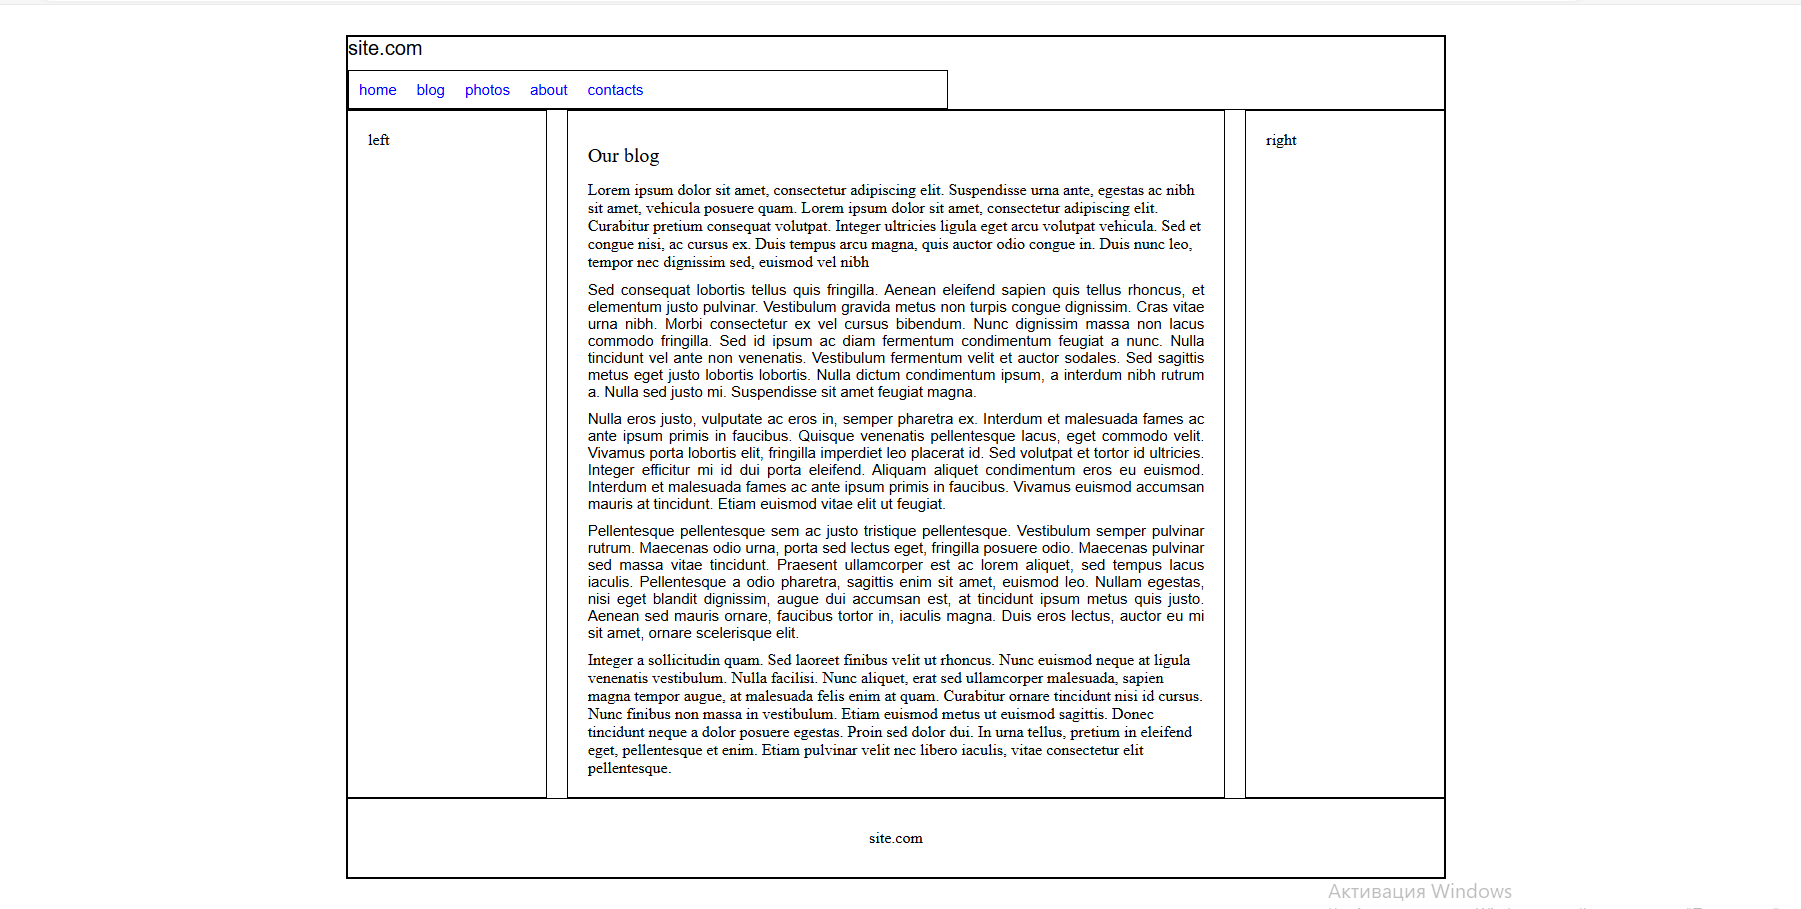 site.com
home blog photos about contacts
left
Our blog
Lorem ipsum dolor sit amet, consectetur adipiscing elit. Suspendisse urna ante, egestas ac nibh
sit amet, vehicula posuere quam. Lorem ipsum dolor sit amet, consectetur adipiscing elit.
Curabitur pretium consequat volutpat. Integer ultricies ligula eget arcu volutpat vehicula. Sed et
congue nisi, ac cursus ex. Duis tempus arcu magna, quis auctor odio congue in. Duis nunc leo,
tempor nec dignissim sed, euismod vel nibh
Sed consequat lobortis tellus quis fringilla. Aenean eleifend sapien quis tellus rhoncus, et
elementum justo pulvinar. Vestibulum gravida metus non turpis congue dignissim. Cras vitae
urna nibh. Morbi consectetur ex vel cursus bibendum. Nunc dignissim massa non lacus
commodo fringilla. Sed id ipsum ac diam fermentum condimentum feugiat a nunc. Nulla
tincidunt vel ante non venenatis. Vestibulum fermentum velit et auctor sodales. Sed sagittis
metus eget justo lobortis lobortis. Nulla dictum condimentum ipsum, a interdum nibh rutrum
a. Nulla sed justo mi. Suspendisse sit amet feugiat magna.
Nulla eros justo, vulputate ac eros in, semper pharetra ex. Interdum et malesuada fames ac
ante ipsum primis in faucibus. Quisque venenatis pellentesque lacus, eget commodo velit.
Vivamus porta lobortis elit, fringilla imperdiet leo placerat id. Sed volutpat et tortor id ultricies.
Integer efficitur mi id dui porta eleifend. Aliquam aliquet condimentum eros eu euismod.
Interdum et malesuada fames ac ante ipsum primis in faucibus. Vivamus euismod accumsan
mauris at tincidunt. Etiam euismod vitae elit ut feugiat.
Pellentesque pellentesque sem ac justo tristique pellentesque. Vestibulum semper pulvinar
rutrum. Maecenas odio urna, porta sed lectus eget, fringilla posuere odio. Maecenas pulvinar
sed massa vitae tincidunt. Praesent ullamcorper est ac lorem aliquet, sed tempus lacus
iaculis. Pellentesque a odio pharetra, sagittis enim sit amet, euismod leo. Nullam egestas,
nisi eget blandit dignissim, augue dui accumsan est, at tincidunt ipsum metus quis justo.
Aenean sed mauris ornare, faucibus tortor in, iaculis magna. Duis eros lectus, auctor eu mi
sit amet, ornare scelerisque elit.
Integer a sollicitudin quam. Sed laoreet finibus velit ut rhoncus. Nunc euismod neque at ligula
venenatis vestibulum. Nulla facilisi. Nunc aliquet, erat sed ullamcorper malesuada, sapien
magna tempor augue, at malesuada felis enim at quam. Curabitur ornare tincidunt nisi id cursus.
Nunc finibus non massa in vestibulum. Etiam euismod metus ut euismod sagittis. Donec
tincidunt neque a dolor posuere egestas. Proin sed dolor dui. In urna tellus, pretium in eleifend
eget, pellentesque et enim. Etiam pulvinar velit nec libero iaculis, vitae consectetur elit
pellentesque.
right
site.com
Активация Windows